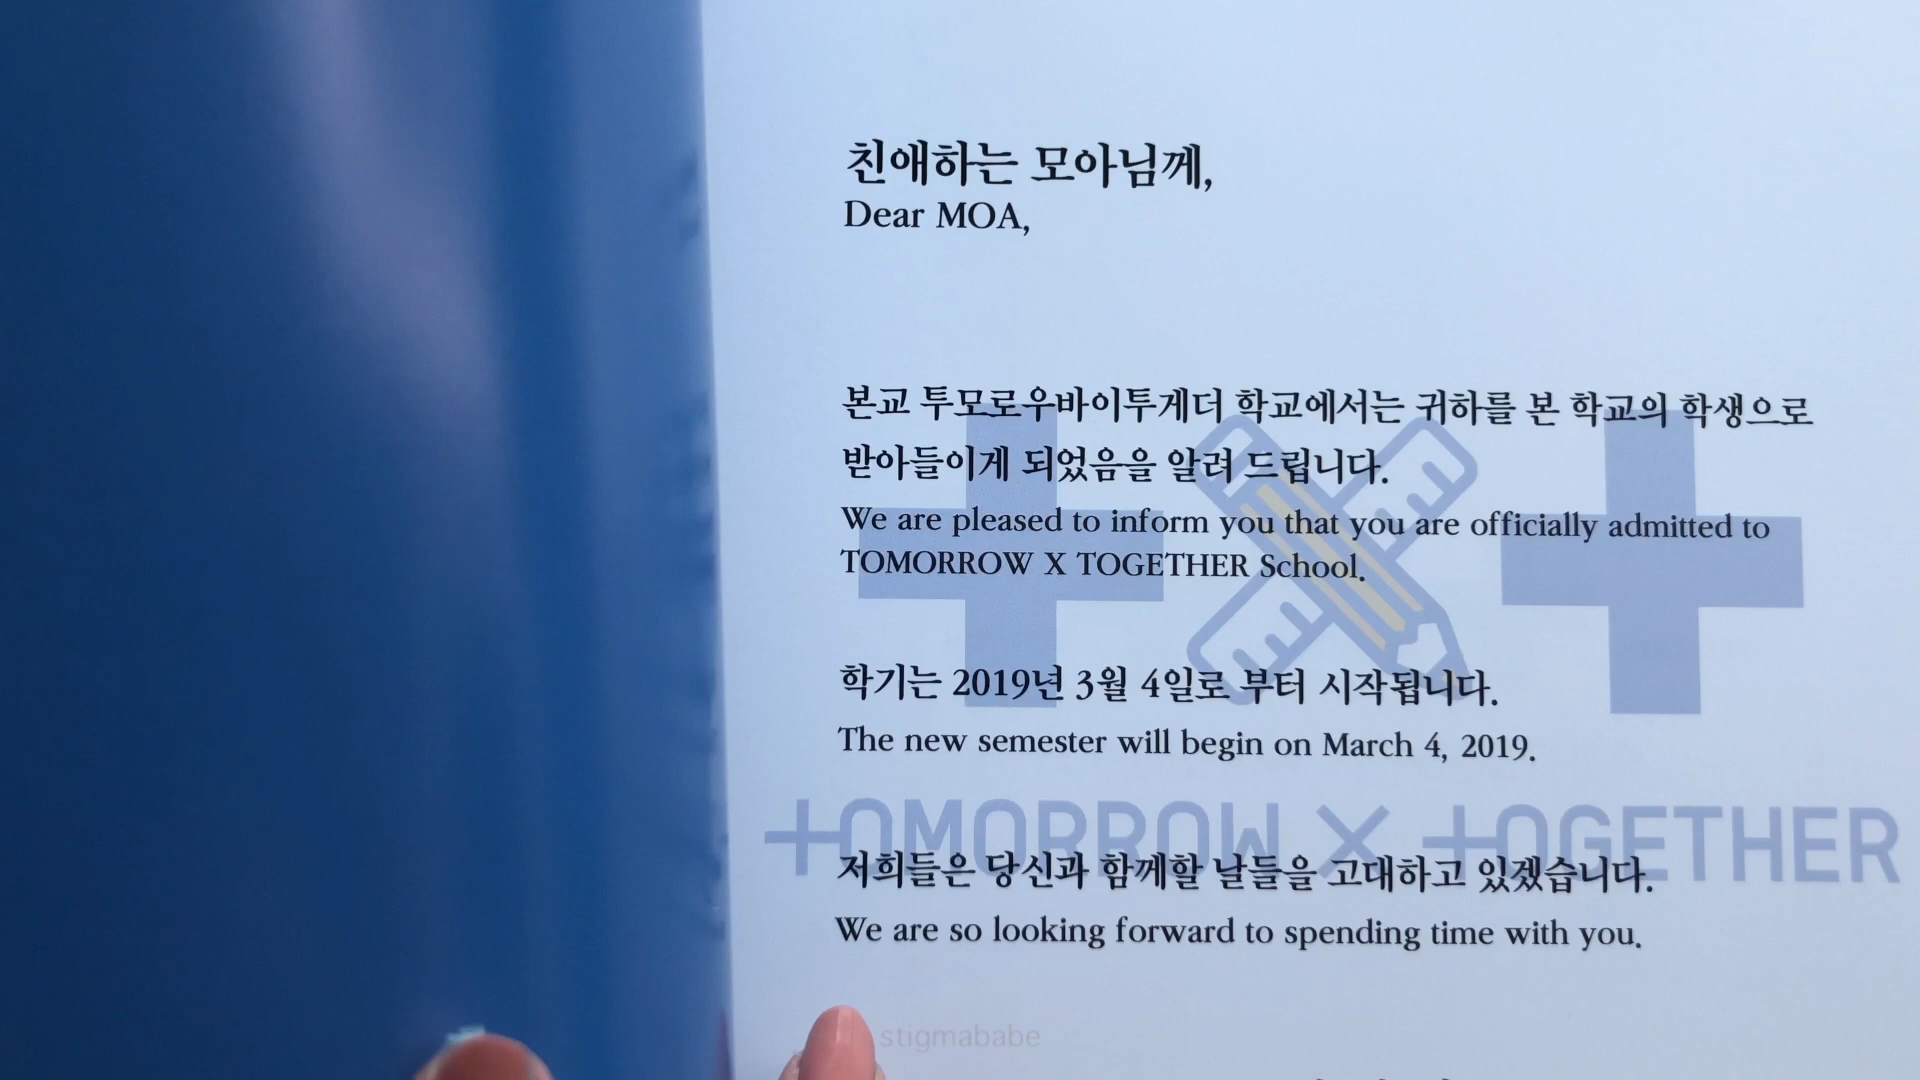 친애하는 모아님께,
Dear MOA,
본교 투모로우바이투게더 학교에서는 귀하를 본 학교의 학생으로
받아들이게 되었음을 알려 드립니다.
We are pleased to inform you that you are officially admitted to
TOMORROW X TOGETHER School.
학기는 2019년 3월 4일로 부터 시작됩니다.
The new semester will begin on March 4, 2019.
TOMORROW X TOGETHER
저희들은 당신과 함께할 날들을 고대하고 있겠습니다.
We are so looking forward to spending time with you.
stigmababe